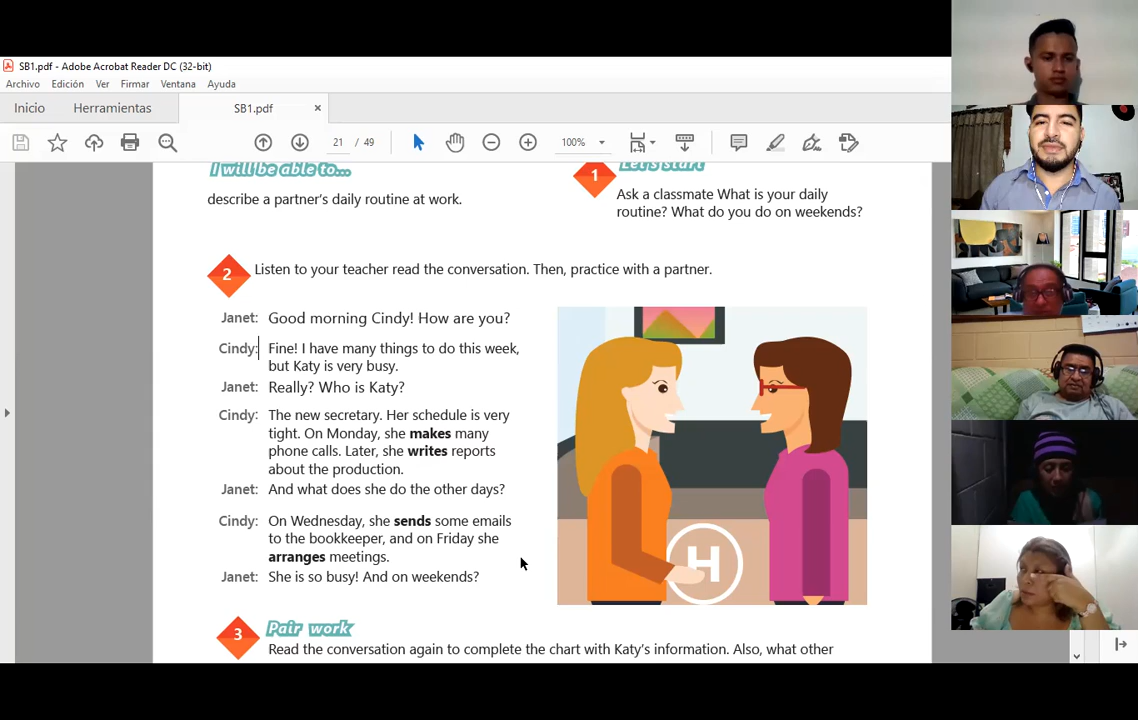 SB1.pdf - Adobe Acrobat Reader DC (32-bit)
Archivo Edición Ver Firmar Ventana Ayuda
Inicio Herramientas SB1.pdf ×
21 / 49 100%
I will be able to...
Let's start
describe a partner's daily routine at work.
1
Ask a classmate What is your daily
routine? What do you do on weekends?
2
Listen to your teacher read the conversation. Then, practice with a partner.
Janet: Good morning Cindy! How are you?
Cindy: Fine! I have many things to do this week,
but Katy is very busy.
Janet: Really? Who is Katy?
Cindy: The new secretary. Her schedule is very
tight. On Monday, she makes many
phone calls. Later, she writes reports
about the production.
Janet: And what does she do the other days?
Cindy: On Wednesday, she sends some emails
to the bookkeeper, and on Friday she
arranges meetings.
Janet: She is so busy! And on weekends?
H
3
Pair work
Read the conversation again to complete the chart with Katy's information. Also, what other